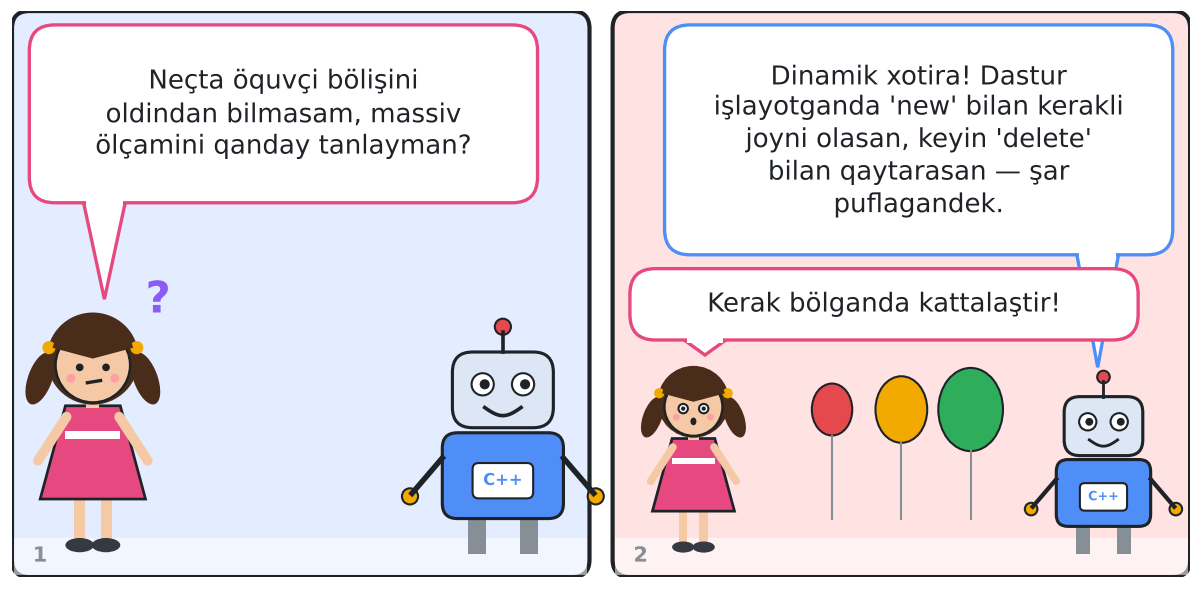 Neçta öquvçi bölişini
oldindan bilmasam, massiv
ölçamini qanday tanlayman?
?
C++
1
Dinamik xotira! Dastur
işlayotganda 'new' bilan kerakli
joyni olasan, keyin 'delete'
bilan qaytarasan — şar
puflagandek.
Kerak bölganda kattalaştir!
C++
2